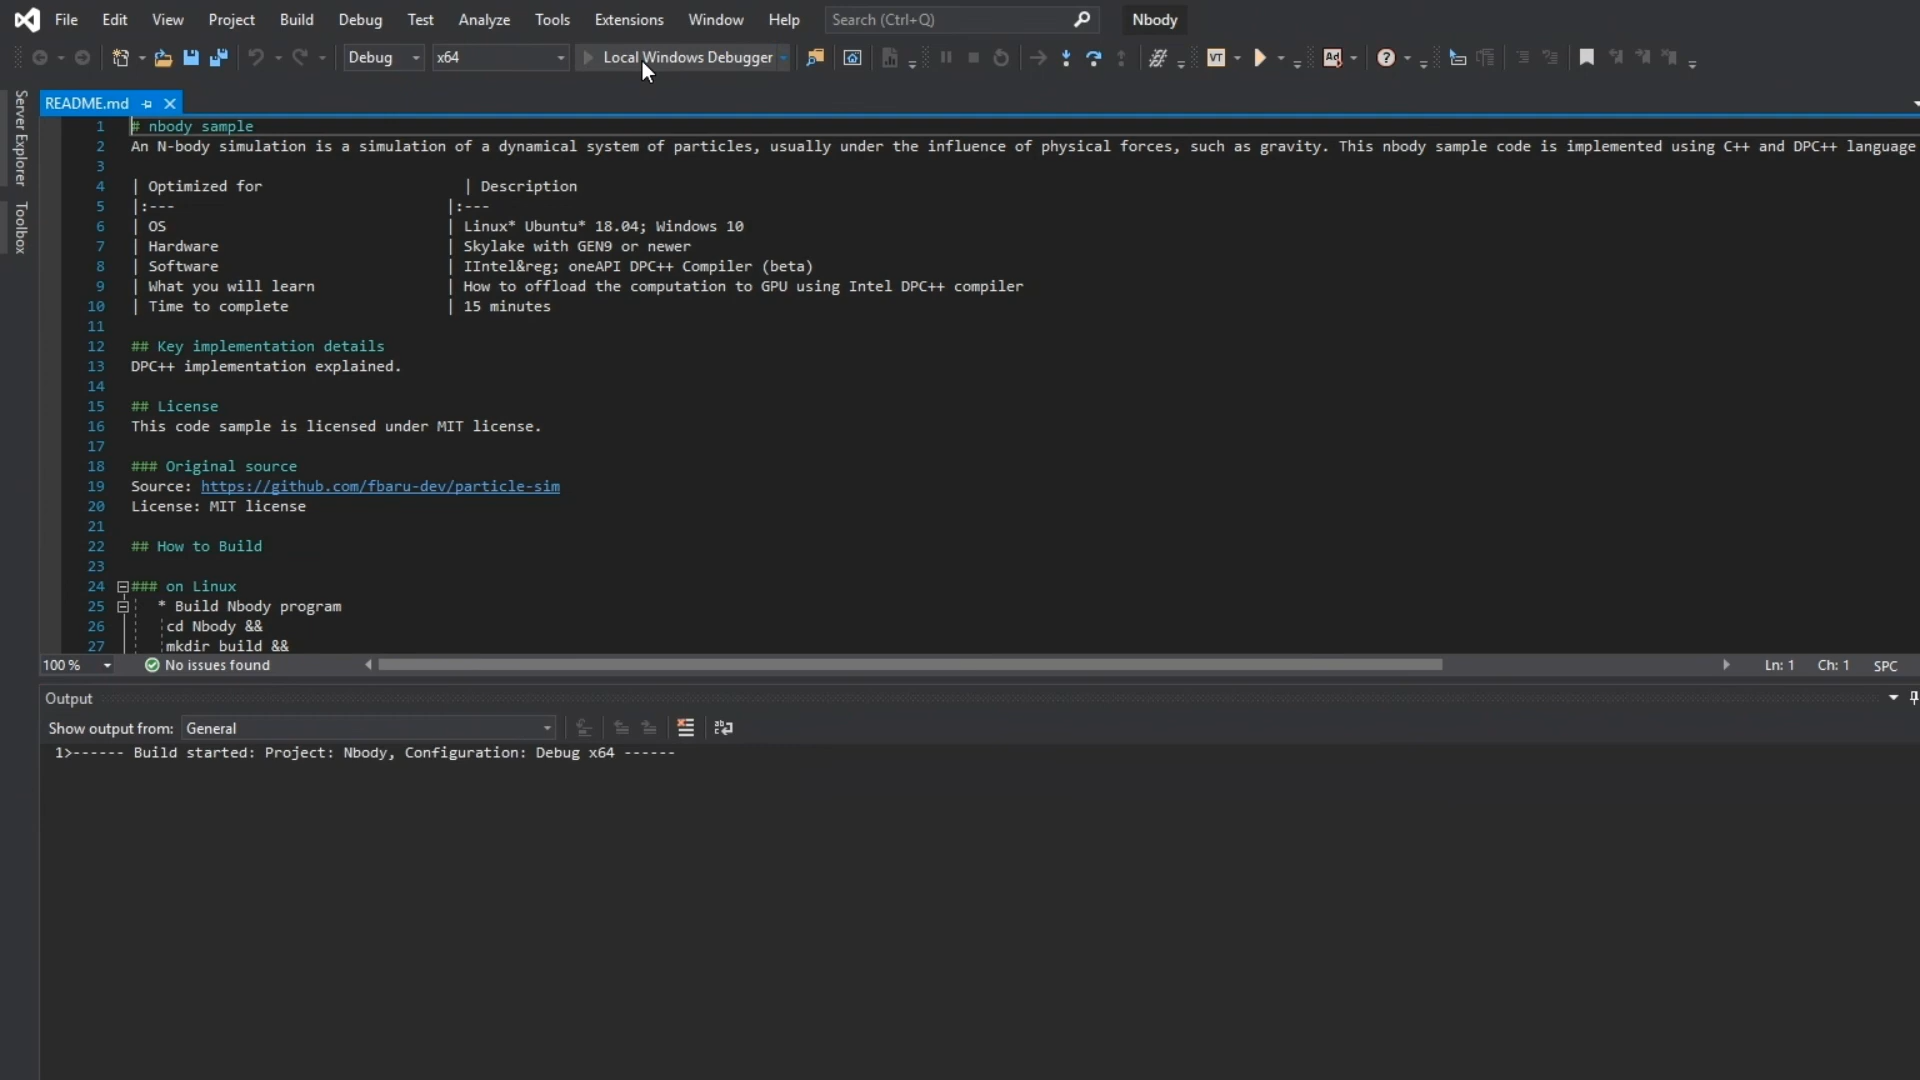 File Edit View Project Build Debug Test Analyze Tools Extensions Window Help Search (Ctrl+Q) Nbody
Debug x64 Local Windows Debugger VT Ad
Server Explorer
Toolbox
README.md
1 # nbody sample
2 An N-body simulation is a simulation of a dynamical system of particles, usually under the influence of physical forces, such as gravity. This nbody sample code is implemented using C++ and DPC++ language
3
4 | Optimized for | Description
5 |:--- |:---
6 | OS | Linux* Ubuntu* 18.04; Windows 10
7 | Hardware | Skylake with GEN9 or newer
8 | Software | IIntel&reg; oneAPI DPC++ Compiler (beta)
9 | What you will learn | How to offload the computation to GPU using Intel DPC++ compiler
10 | Time to complete | 15 minutes
11
12 ## Key implementation details
13 DPC++ implementation explained.
14
15 ## License
16 This code sample is licensed under MIT license.
17
18 ### Original source
19 Source: https://github.com/fbaru-dev/particle-sim
20 License: MIT license
21
22 ## How to Build
23
24 ### on Linux
25 * Build Nbody program
26 cd Nbody &&
27 mkdir build &&
100 % No issues found Ln: 1 Ch: 1 SPC
Output
Show output from: General
1>------ Build started: Project: Nbody, Configuration: Debug x64 ------